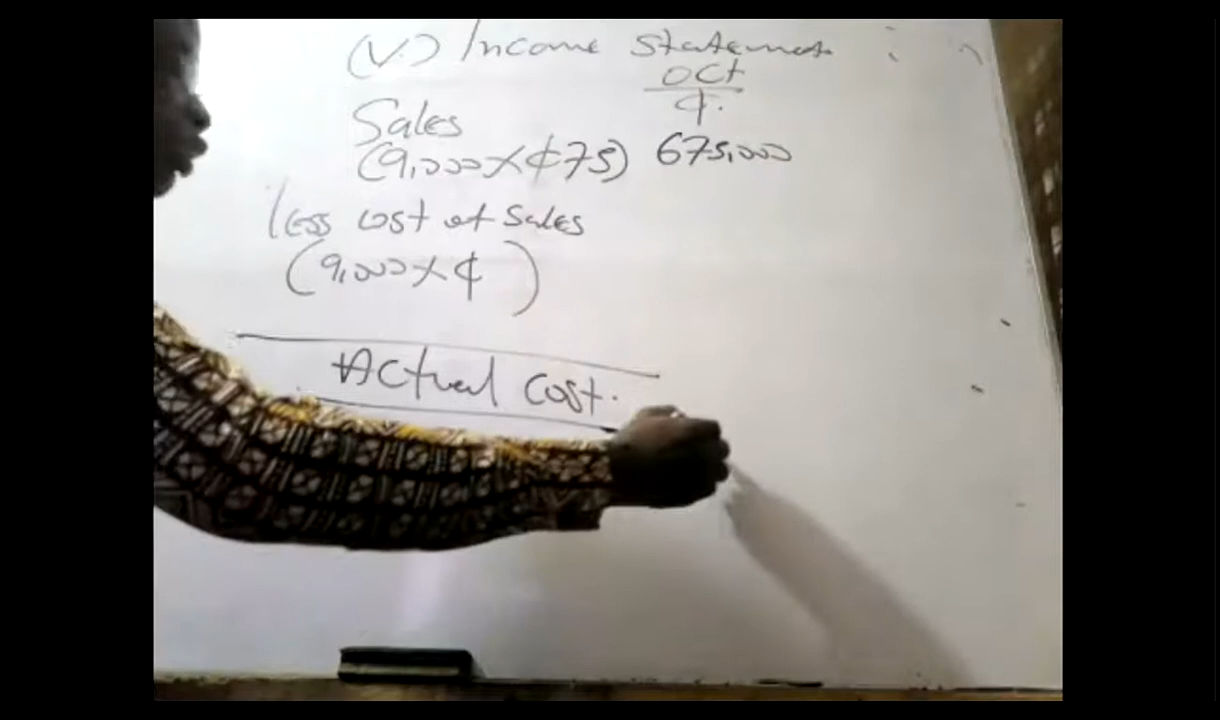 (V.) Income Statement :
Oct
¢.
Sales
(9,000 X ¢75) 675,000
less cost of sales
(9,000 X ¢ )
Actual cost.